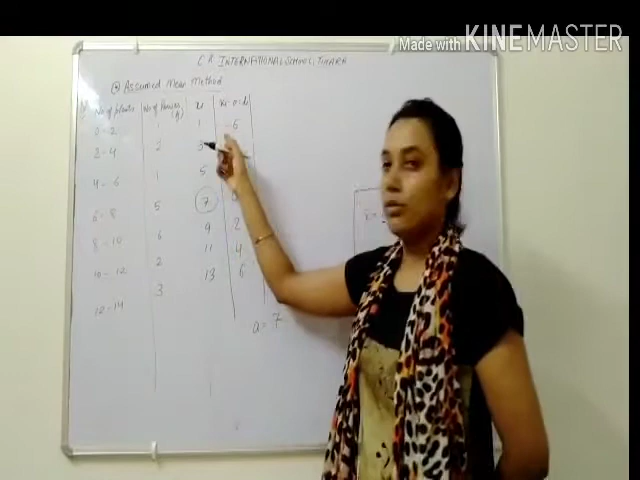 Made with KINEMASTER
C R INTERNATIONAL SCHOOL, TIKARA
Assumed Mean Method
No of plants No of Houses (fi) xi xi - a = di
0-2 1 1 -6
2-4 2 3
4-6 1 5
6-8 5 7 0
8-10 6 9 2
10-12 2 11 4
12-14 3 13 6
a = 7
x =